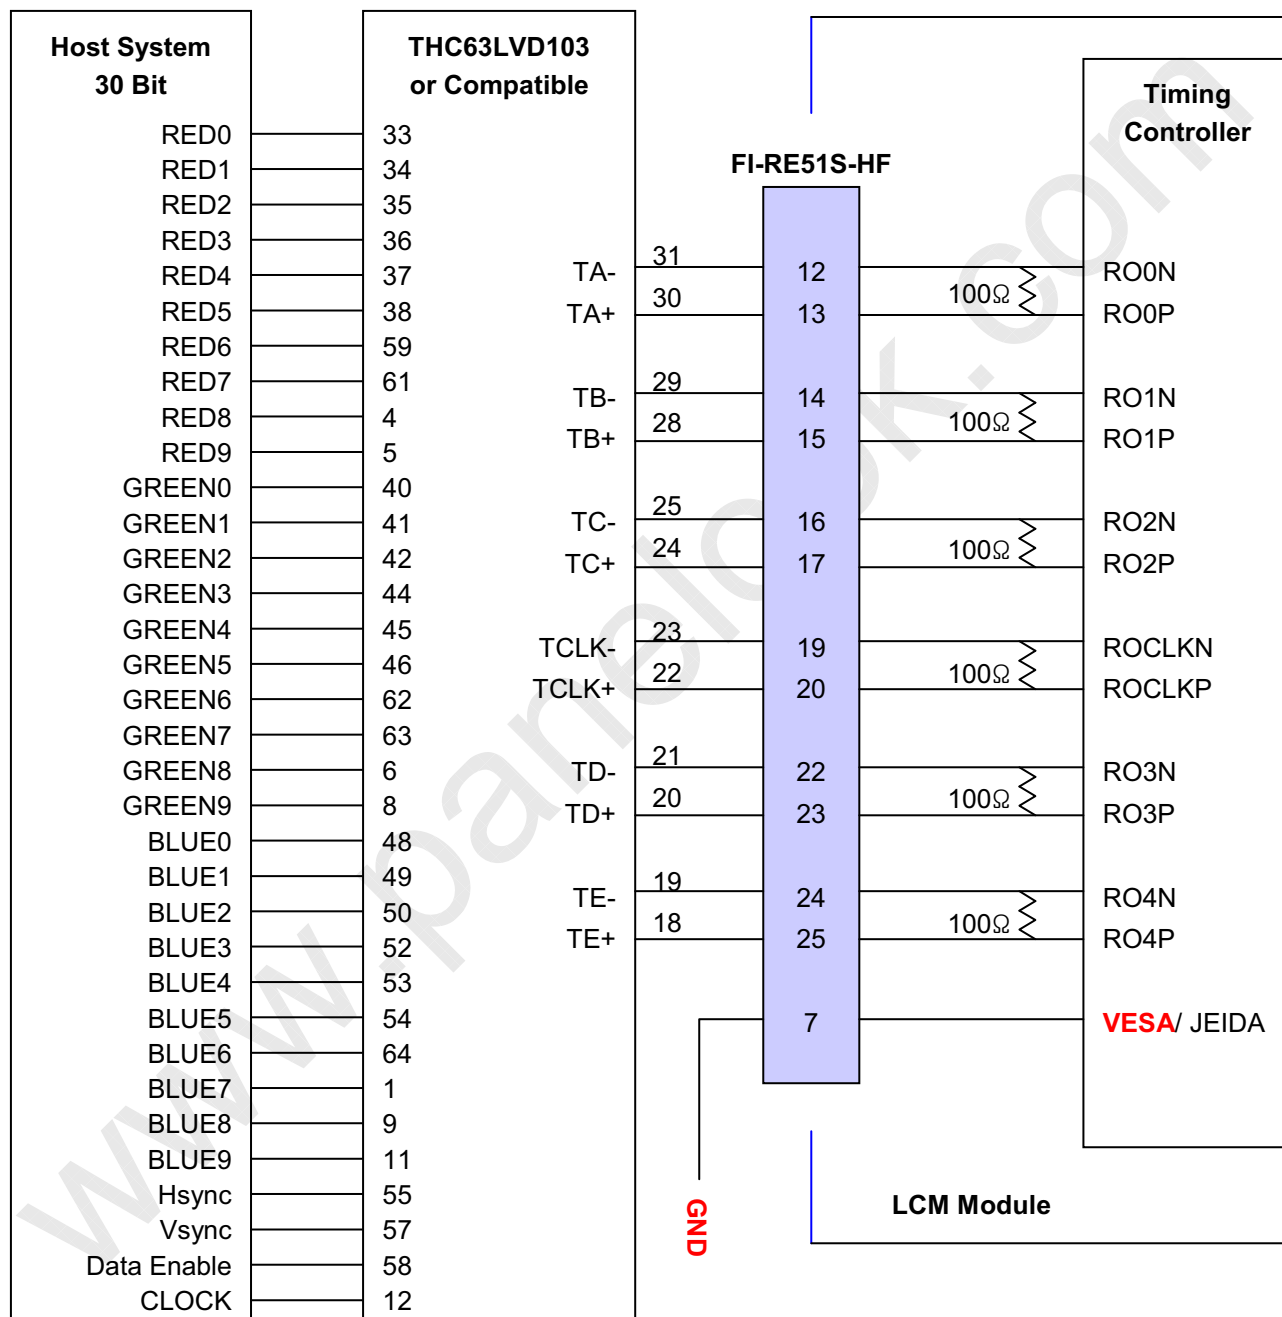 Host System
30 Bit
THC63LVD103
or Compatible
Timing
Controller
FI-RE51S-HF
RED0 33
RED1 34
RED2 35
RED3 36
RED4 37
RED5 38
RED6 59
RED7 61
RED8 4
RED9 5
GREEN0 40
GREEN1 41
GREEN2 42
GREEN3 44
GREEN4 45
GREEN5 46
GREEN6 62
GREEN7 63
GREEN8 6
GREEN9 8
BLUE0 48
BLUE1 49
BLUE2 50
BLUE3 52
BLUE4 53
BLUE5 54
BLUE6 64
BLUE7 1
BLUE8 9
BLUE9 11
Hsync 55
Vsync 57
Data Enable 58
CLOCK 12
TA- 31 12 RO0N
100Ω
TA+ 30 13 RO0P
TB- 29 14 RO1N
100Ω
TB+ 28 15 RO1P
TC- 25 16 RO2N
100Ω
TC+ 24 17 RO2P
TCLK- 23 19 ROCLKN
100Ω
TCLK+ 22 20 ROCLKP
TD- 21 22 RO3N
100Ω
TD+ 20 23 RO3P
TE- 19 24 RO4N
100Ω
TE+ 18 25 RO4P
7 VESA/ JEIDA
GND
LCM Module
www.panelook.com